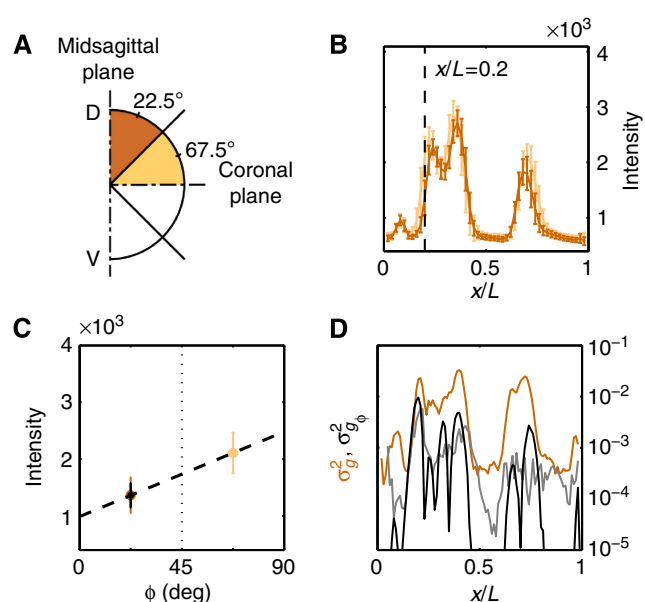 A
Midsagittal
plane
D
22.5°
67.5°
Coronal
plane
V
B
×10³
x/L=0.2
4
3
2
1
Intensity
0
0.5
1
x/L
C
×10³
4
3
2
1
Intensity
0
45
90
ϕ (deg)
D
10⁻¹
10⁻²
10⁻³
10⁻⁴
10⁻⁵
σ²g, σ²gϕ
0
0.5
1
x/L